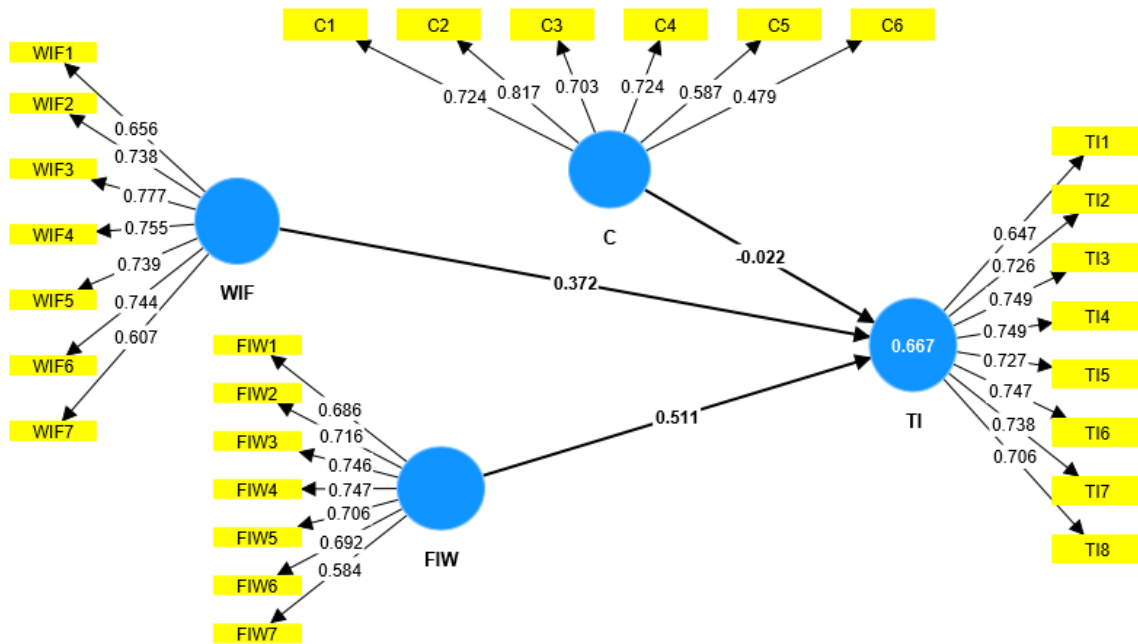 C1
C2
C3
C4
C5
C6
0.724
0.817
0.703
0.724
0.587
0.479
C
WIF1
WIF2
WIF3
WIF4
WIF5
WIF6
WIF7
0.656
0.738
0.777
0.755
0.739
0.744
0.607
WIF
-0.022
0.372
0.511
FIW1
FIW2
FIW3
FIW4
FIW5
FIW6
FIW7
0.686
0.716
0.746
0.747
0.706
0.692
0.584
FIW
0.667
TI
0.647
0.726
0.749
0.749
0.727
0.747
0.738
0.706
TI1
TI2
TI3
TI4
TI5
TI6
TI7
TI8